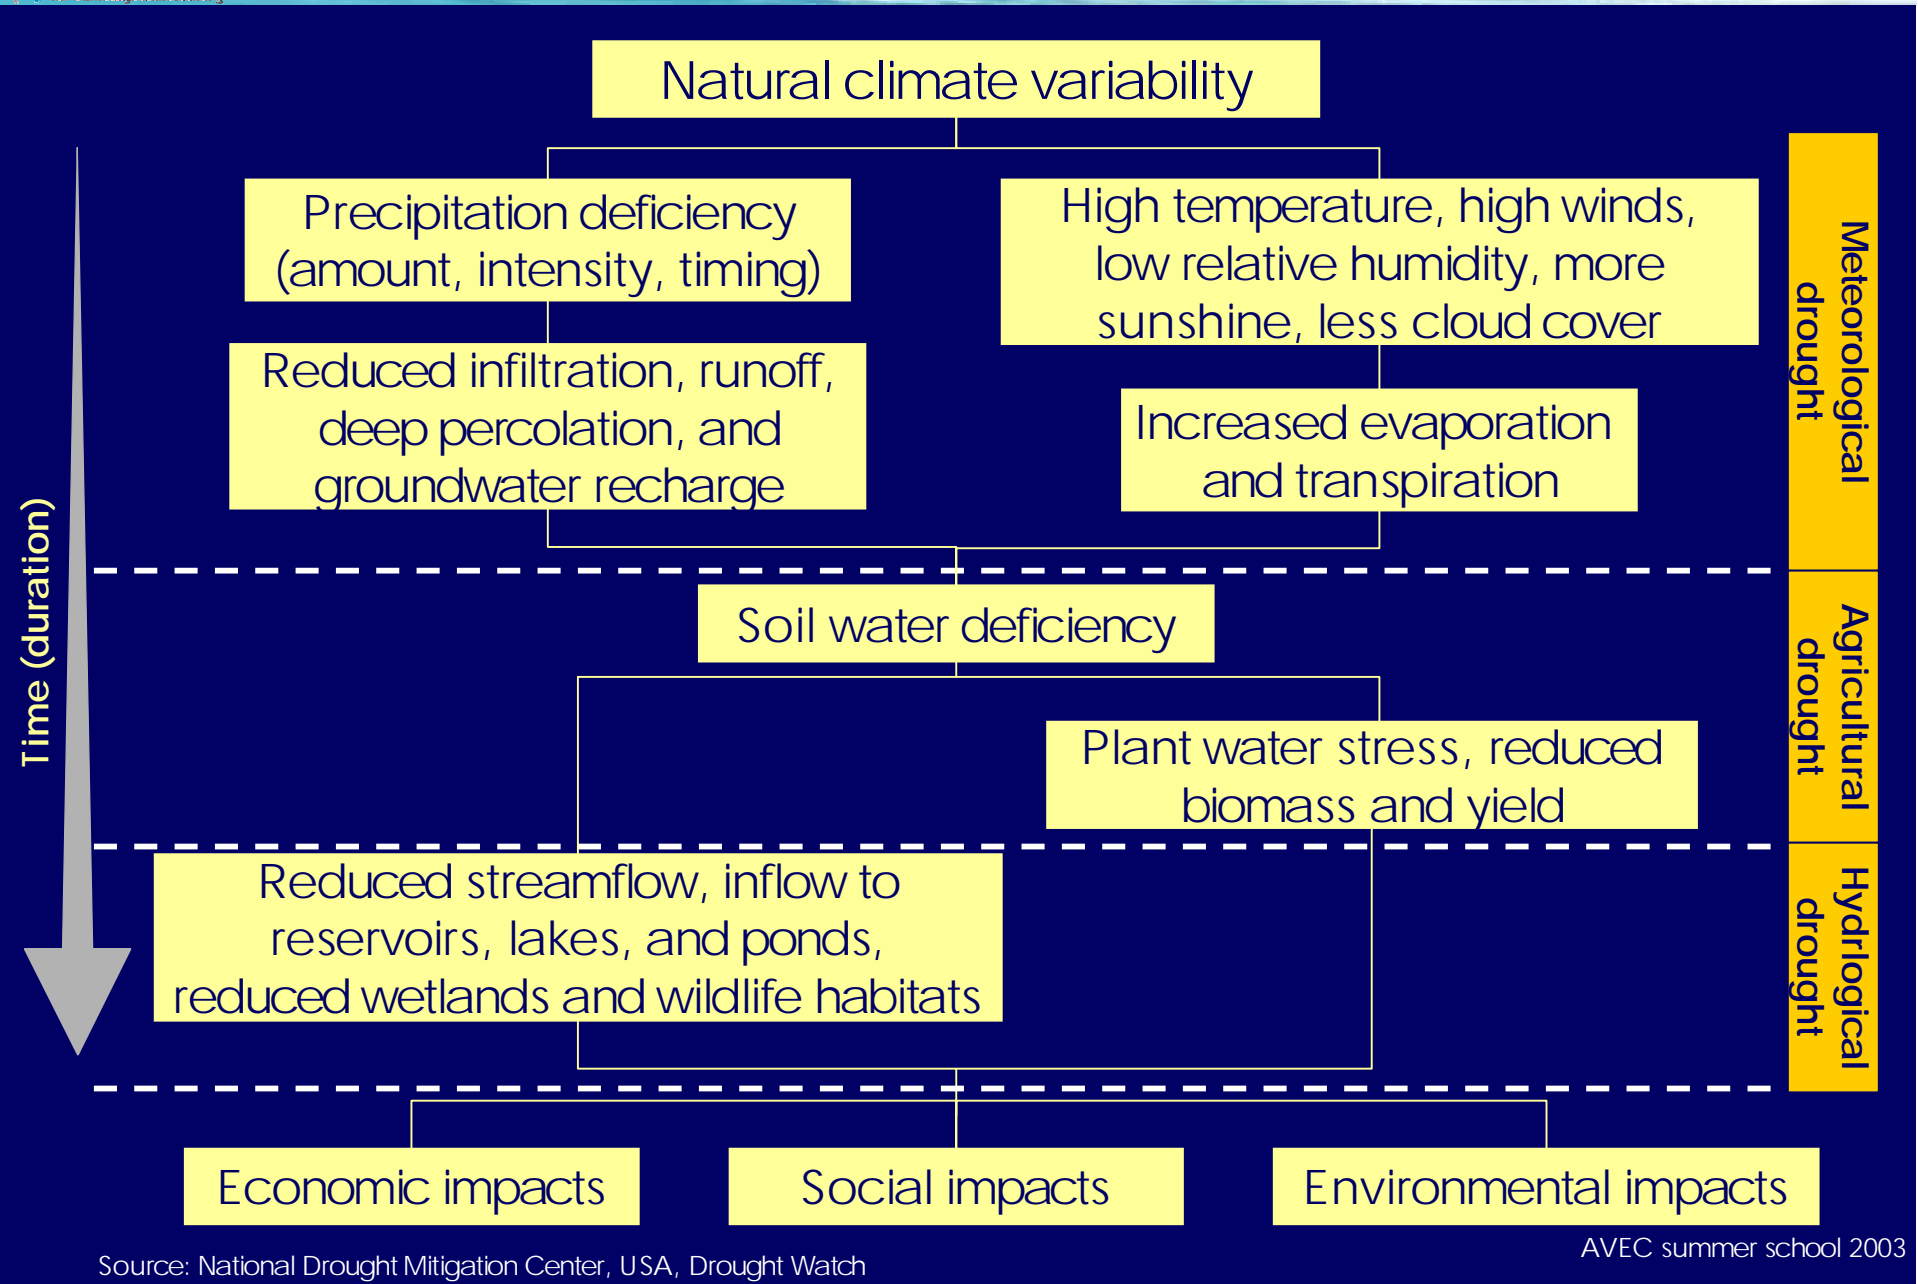 Natural climate variability
Precipitation deficiency
(amount, intensity, timing)
High temperature, high winds,
low relative humidity, more
sunshine, less cloud cover
Reduced infiltration, runoff,
deep percolation, and
groundwater recharge
Increased evaporation
and transpiration
Meteorological
drought
Time (duration)
Soil water deficiency
Plant water stress, reduced
biomass and yield
Agricultural
drought
Reduced streamflow, inflow to
reservoirs, lakes, and ponds,
reduced wetlands and wildlife habitats
Hydrlogical
drought
Economic impacts
Social impacts
Environmental impacts
AVEC summer school 2003
Source: National Drought Mitigation Center, USA, Drought Watch